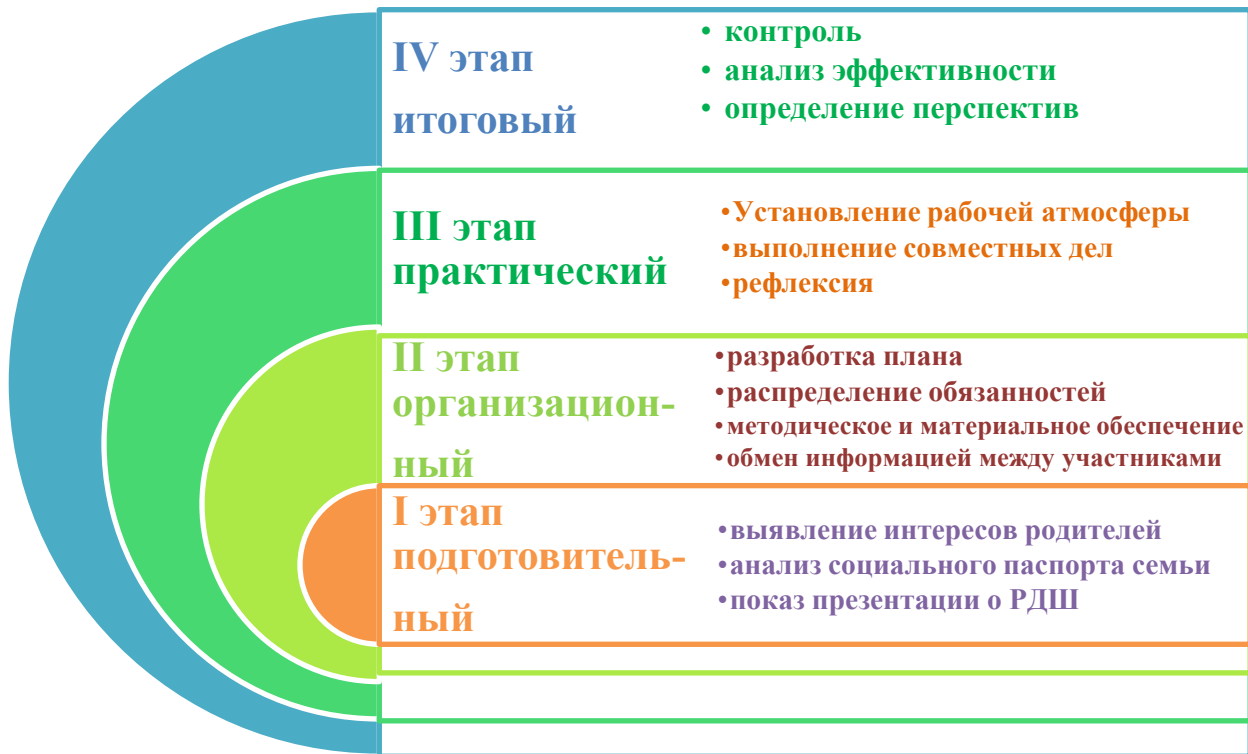 IV этап
итоговый
• контроль
• анализ эффективности
• определение перспектив
III этап
практический
•Установление рабочей атмосферы
•выполнение совместных дел
•рефлексия
II этап
организацион-
ный
•разработка плана
•распределение обязанностей
•методическое и материальное обеспечение
•обмен информацией между участниками
I этап
подготовитель-
ный
•выявление интересов родителей
•анализ социального паспорта семьи
•показ презентации о РДШ